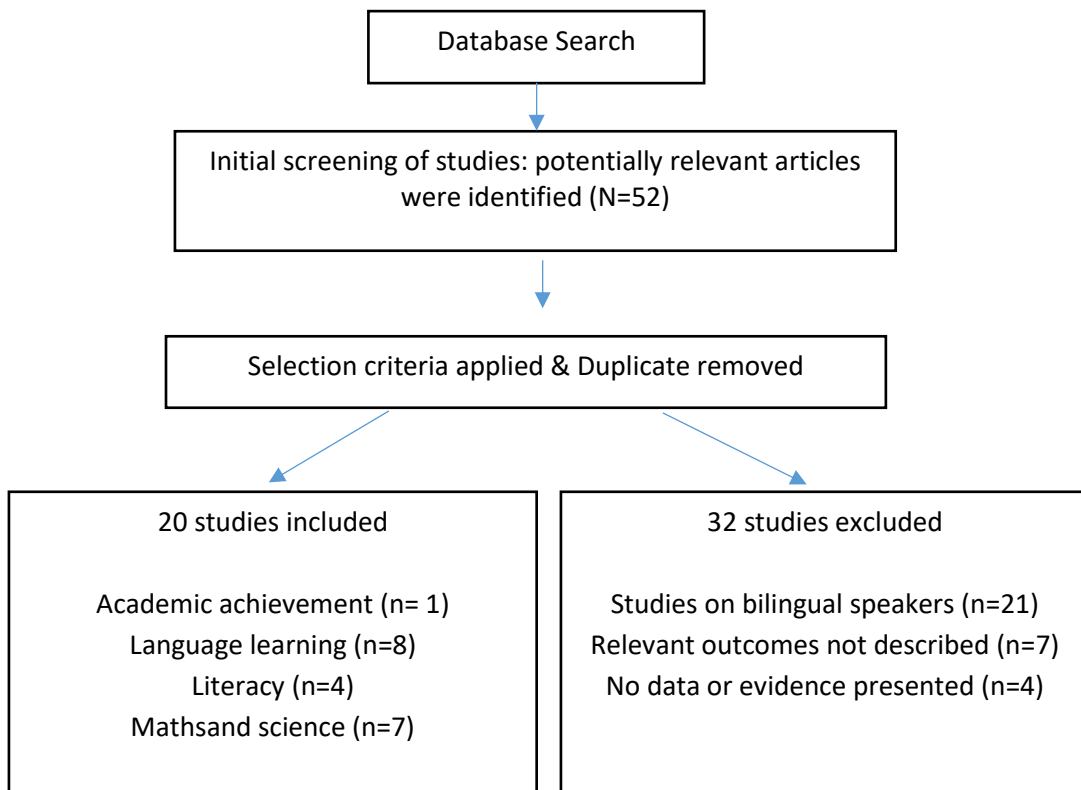 Database Search
Initial screening of studies: potentially relevant articles
were identified (N=52)
Selection criteria applied & Duplicate removed
20 studies included
Academic achievement (n= 1)
Language learning (n=8)
Literacy (n=4)
Mathsand science (n=7)
32 studies excluded
Studies on bilingual speakers (n=21)
Relevant outcomes not described (n=7)
No data or evidence presented (n=4)